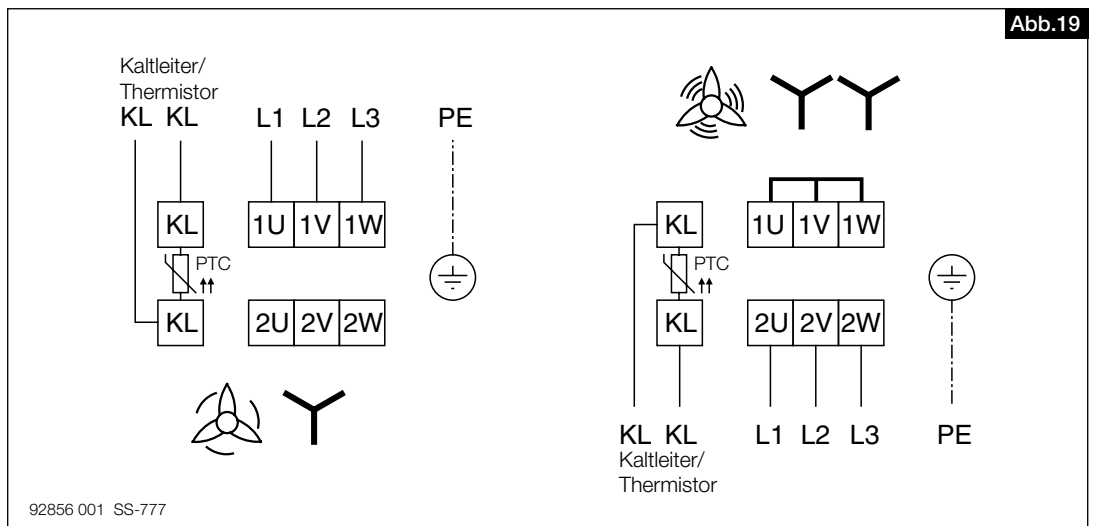 Abb.19
Kaltleiter/
Thermistor
KL KL L1 L2 L3 PE
KL 1U 1V 1W
PTC
KL 2U 2V 2W
KL 1U 1V 1W
PTC
KL 2U 2V 2W
KL KL L1 L2 L3 PE
Kaltleiter/
Thermistor
92856 001 SS-777